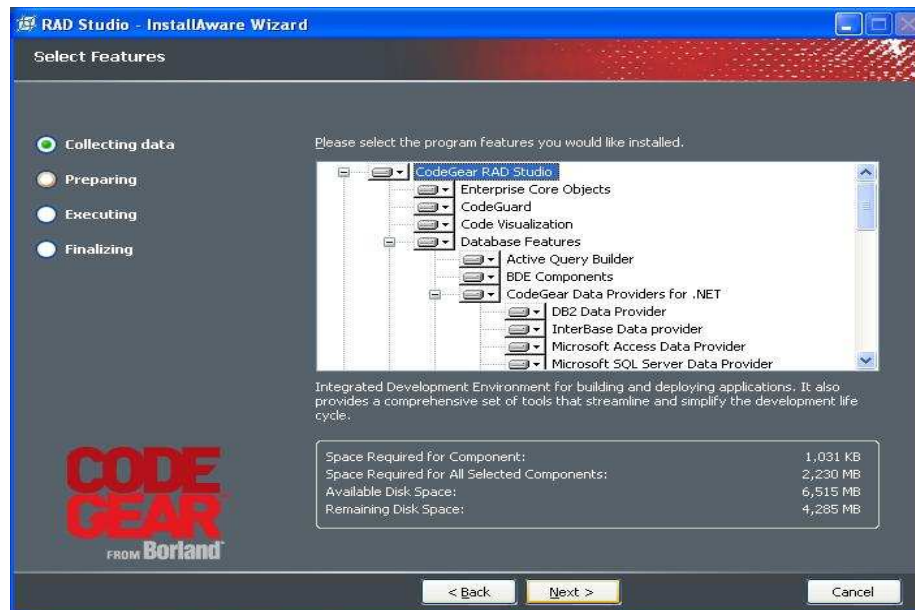 RAD Studio - InstallAware Wizard
Select Features
Collecting data
Preparing
Executing
Finalizing
Please select the program features you would like installed.
CodeGear RAD Studio
Enterprise Core Objects
CodeGuard
Code Visualization
Database Features
Active Query Builder
BDE Components
CodeGear Data Providers for .NET
DB2 Data Provider
InterBase Data provider
Microsoft Access Data Provider
Microsoft SQL Server Data Provider
Integrated Development Environment for building and deploying applications. It also
provides a comprehensive set of tools that streamline and simplify the development life
cycle.
Space Required for Component: 1,031 KB
Space Required for All Selected Components: 2,230 MB
Available Disk Space: 6,515 MB
Remaining Disk Space: 4,285 MB
CODE
GEAR
FROM Borland
< Back
Next >
Cancel